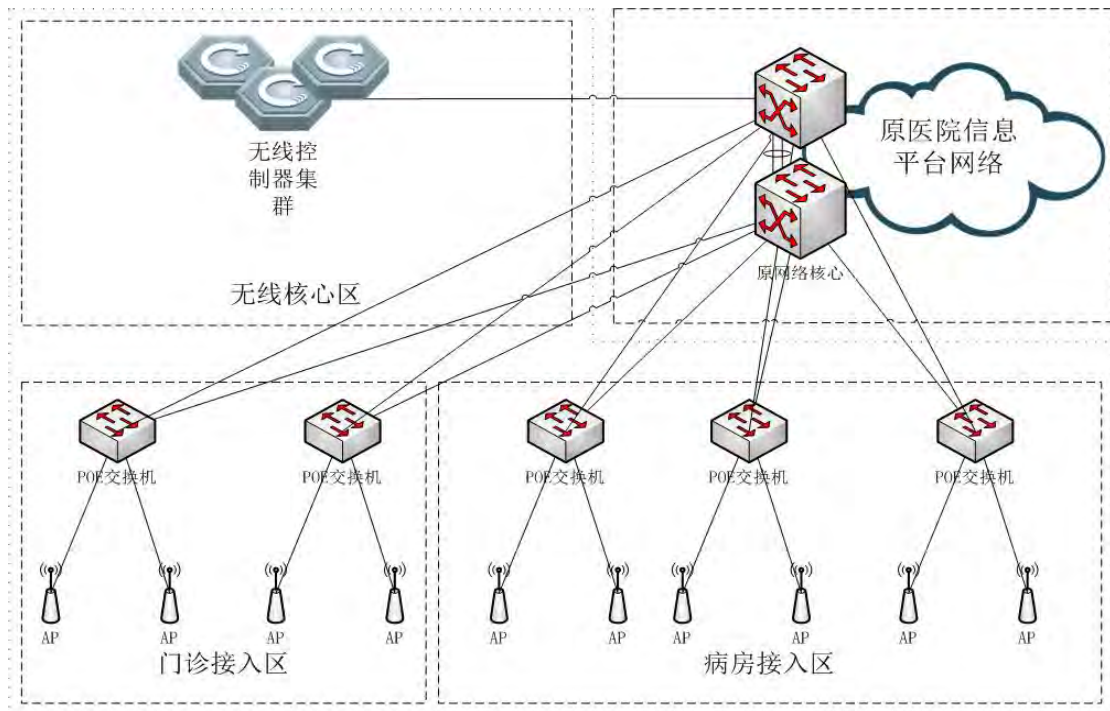 无线控
制器集
群
无线核心区
原医院信息
平台网络
原网络核心
POE交换机
POE交换机
POE交换机
POE交换机
POE交换机
AP
AP
AP
AP
AP
AP
AP
AP
AP
AP
门诊接入区
病房接入区